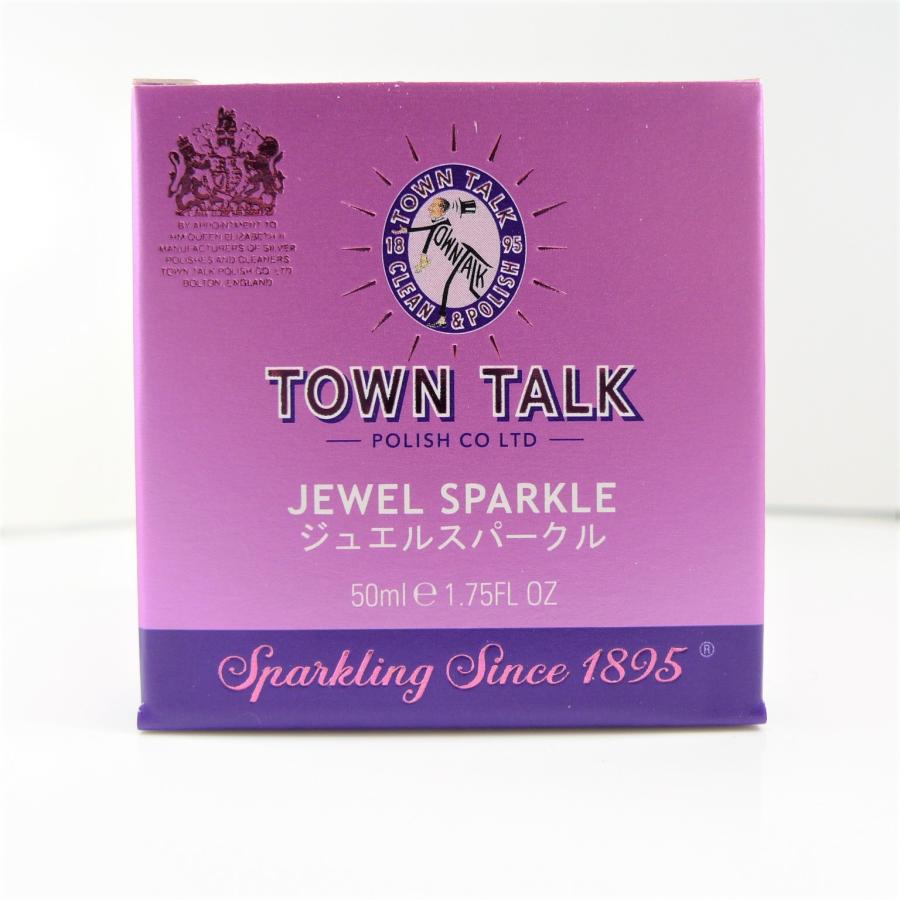 BY APPOINTMENT TO
HM QUEEN ELIZABETH II
MANUFACTURERS OF SILVER
POLISHES AND CLEANERS
TOWN TALK POLISH CO. LTD
BOLTON, ENGLAND
TOWN TALK
18 95
TOWN TALK
CLEAN & POLISH
TOWN TALK
POLISH CO LTD
JEWEL SPARKLE
ジュエルスパークル
50ml ℮ 1.75FL OZ
Sparkling Since 1895 ®